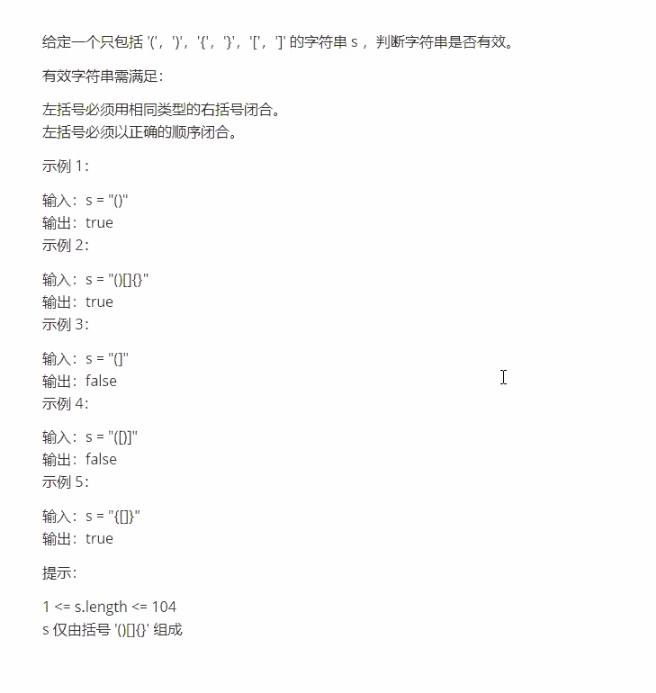 给定一个只包括 '(', ')', '{', '}', '[', ']' 的字符串 s ，判断字符串是否有效。
有效字符串需满足：
左括号必须用相同类型的右括号闭合。
左括号必须以正确的顺序闭合。
示例 1：
输入：s = "()"
输出：true
示例 2：
输入：s = "()[]{}"
输出：true
示例 3：
输入：s = "(]"
输出：false
示例 4：
输入：s = "([)]"
输出：false
示例 5：
输入：s = "{[]}"
输出：true
提示：
1 <= s.length <= 104
s 仅由括号 '()[]{}' 组成